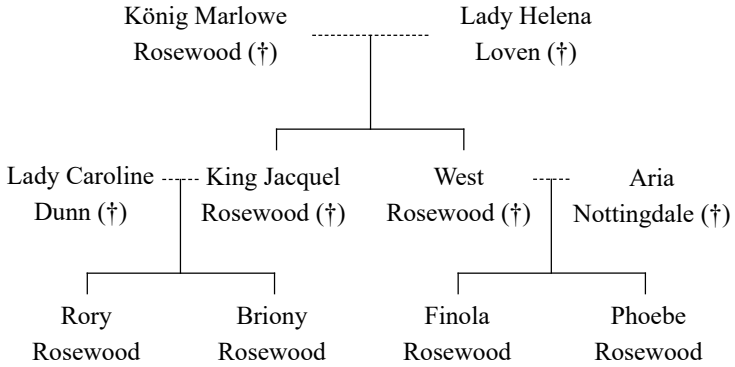 König Marlowe
Rosewood (†)
Lady Helena
Loven (†)
Lady Caroline
Dunn (†)
King Jacquel
Rosewood (†)
West
Rosewood (†)
Aria
Nottingdale (†)
Rory
Rosewood
Briony
Rosewood
Finola
Rosewood
Phoebe
Rosewood